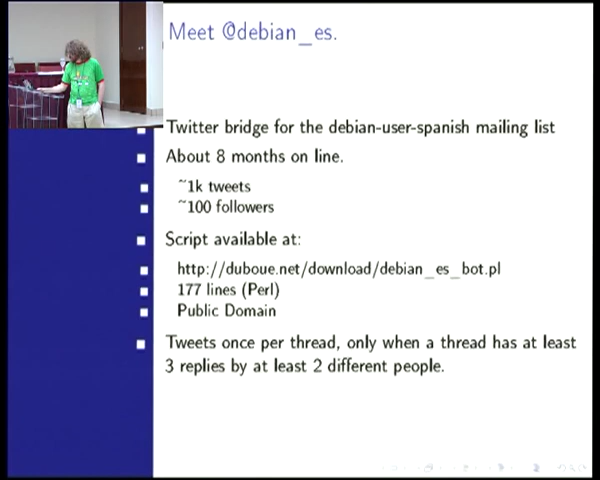 Meet @debian_es.
Twitter bridge for the debian-user-spanish mailing list
About 8 months on line.
~1k tweets
~100 followers
Script available at:
http://duboue.net/download/debian_es_bot.pl
177 lines (Perl)
Public Domain
Tweets once per thread, only when a thread has at least
3 replies by at least 2 different people.